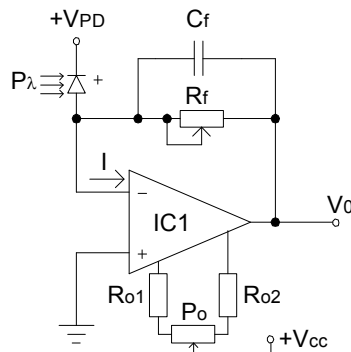 +VPD
Cf
Pλ
+
Rf
I
−
IC1
+
V0
Ro1
Po
Ro2
+Vcc